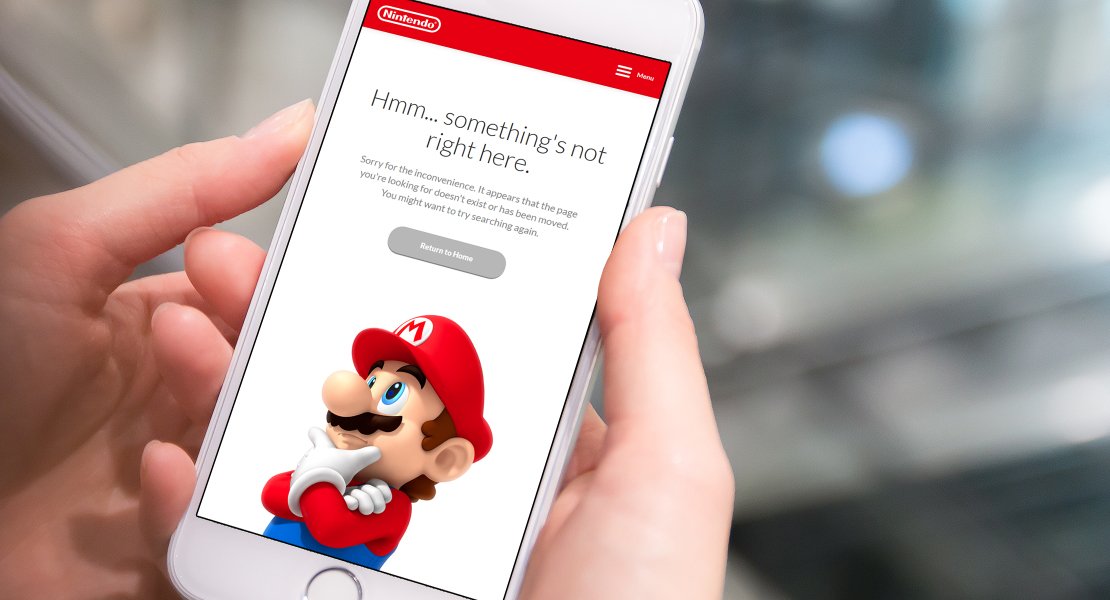 Nintendo
Menu
Hmm... something's not
right here.
Sorry for the inconvenience. It appears that the page
you're looking for doesn't exist or has been moved.
You might want to try searching again.
Return to Home
M